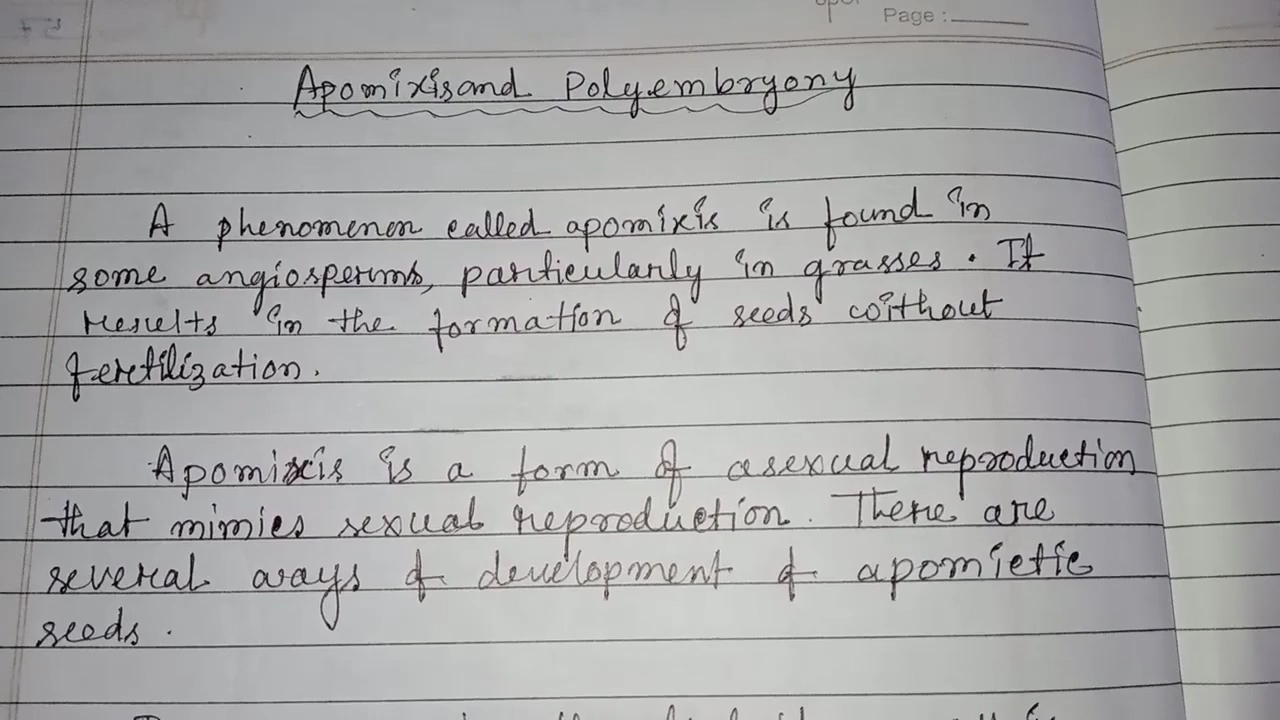 Page :
Apomixis and Polyembryony
A phenomenon called apomixis is found in
some angiosperms, particularly in grasses. It
results in the formation of seeds without
fertilization.
Apomixis is a form of asexual reproduction
that mimics sexual reproduction. There are
several ways of development of apomictic
seeds.